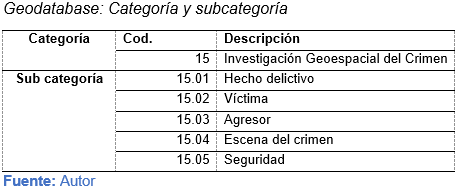 Geodatabase: Categoría y subcategoría
Categoría Cod. Descripción
15 Investigación Geoespacial del Crimen
Sub categoría 15.01 Hecho delictivo
15.02 Víctima
15.03 Agresor
15.04 Escena del crimen
15.05 Seguridad
Fuente: Autor